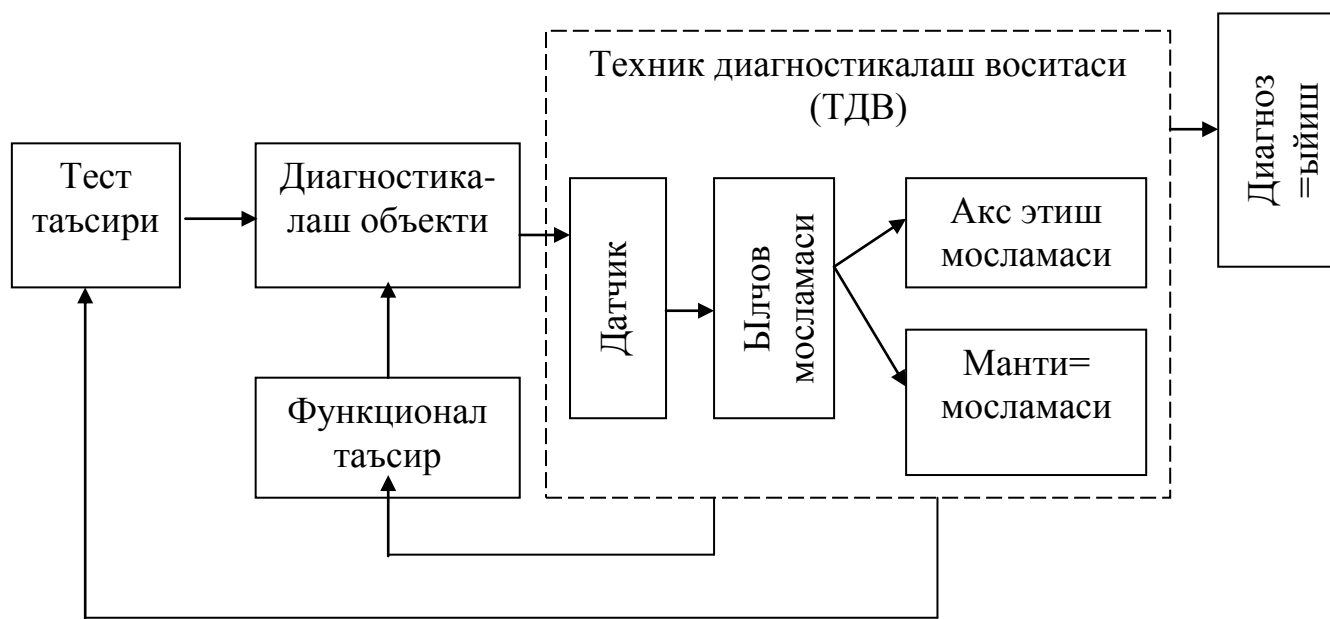 Техник диагностикалаш воситаси
(ТДВ)
Диагноз
=ыйиш
Тест
таъсири
Диагностика-
лаш объекти
Датчик
Ылчов
мосламаси
Акс этиш
мосламаси
Манти=
мосламаси
Функционал
таъсир